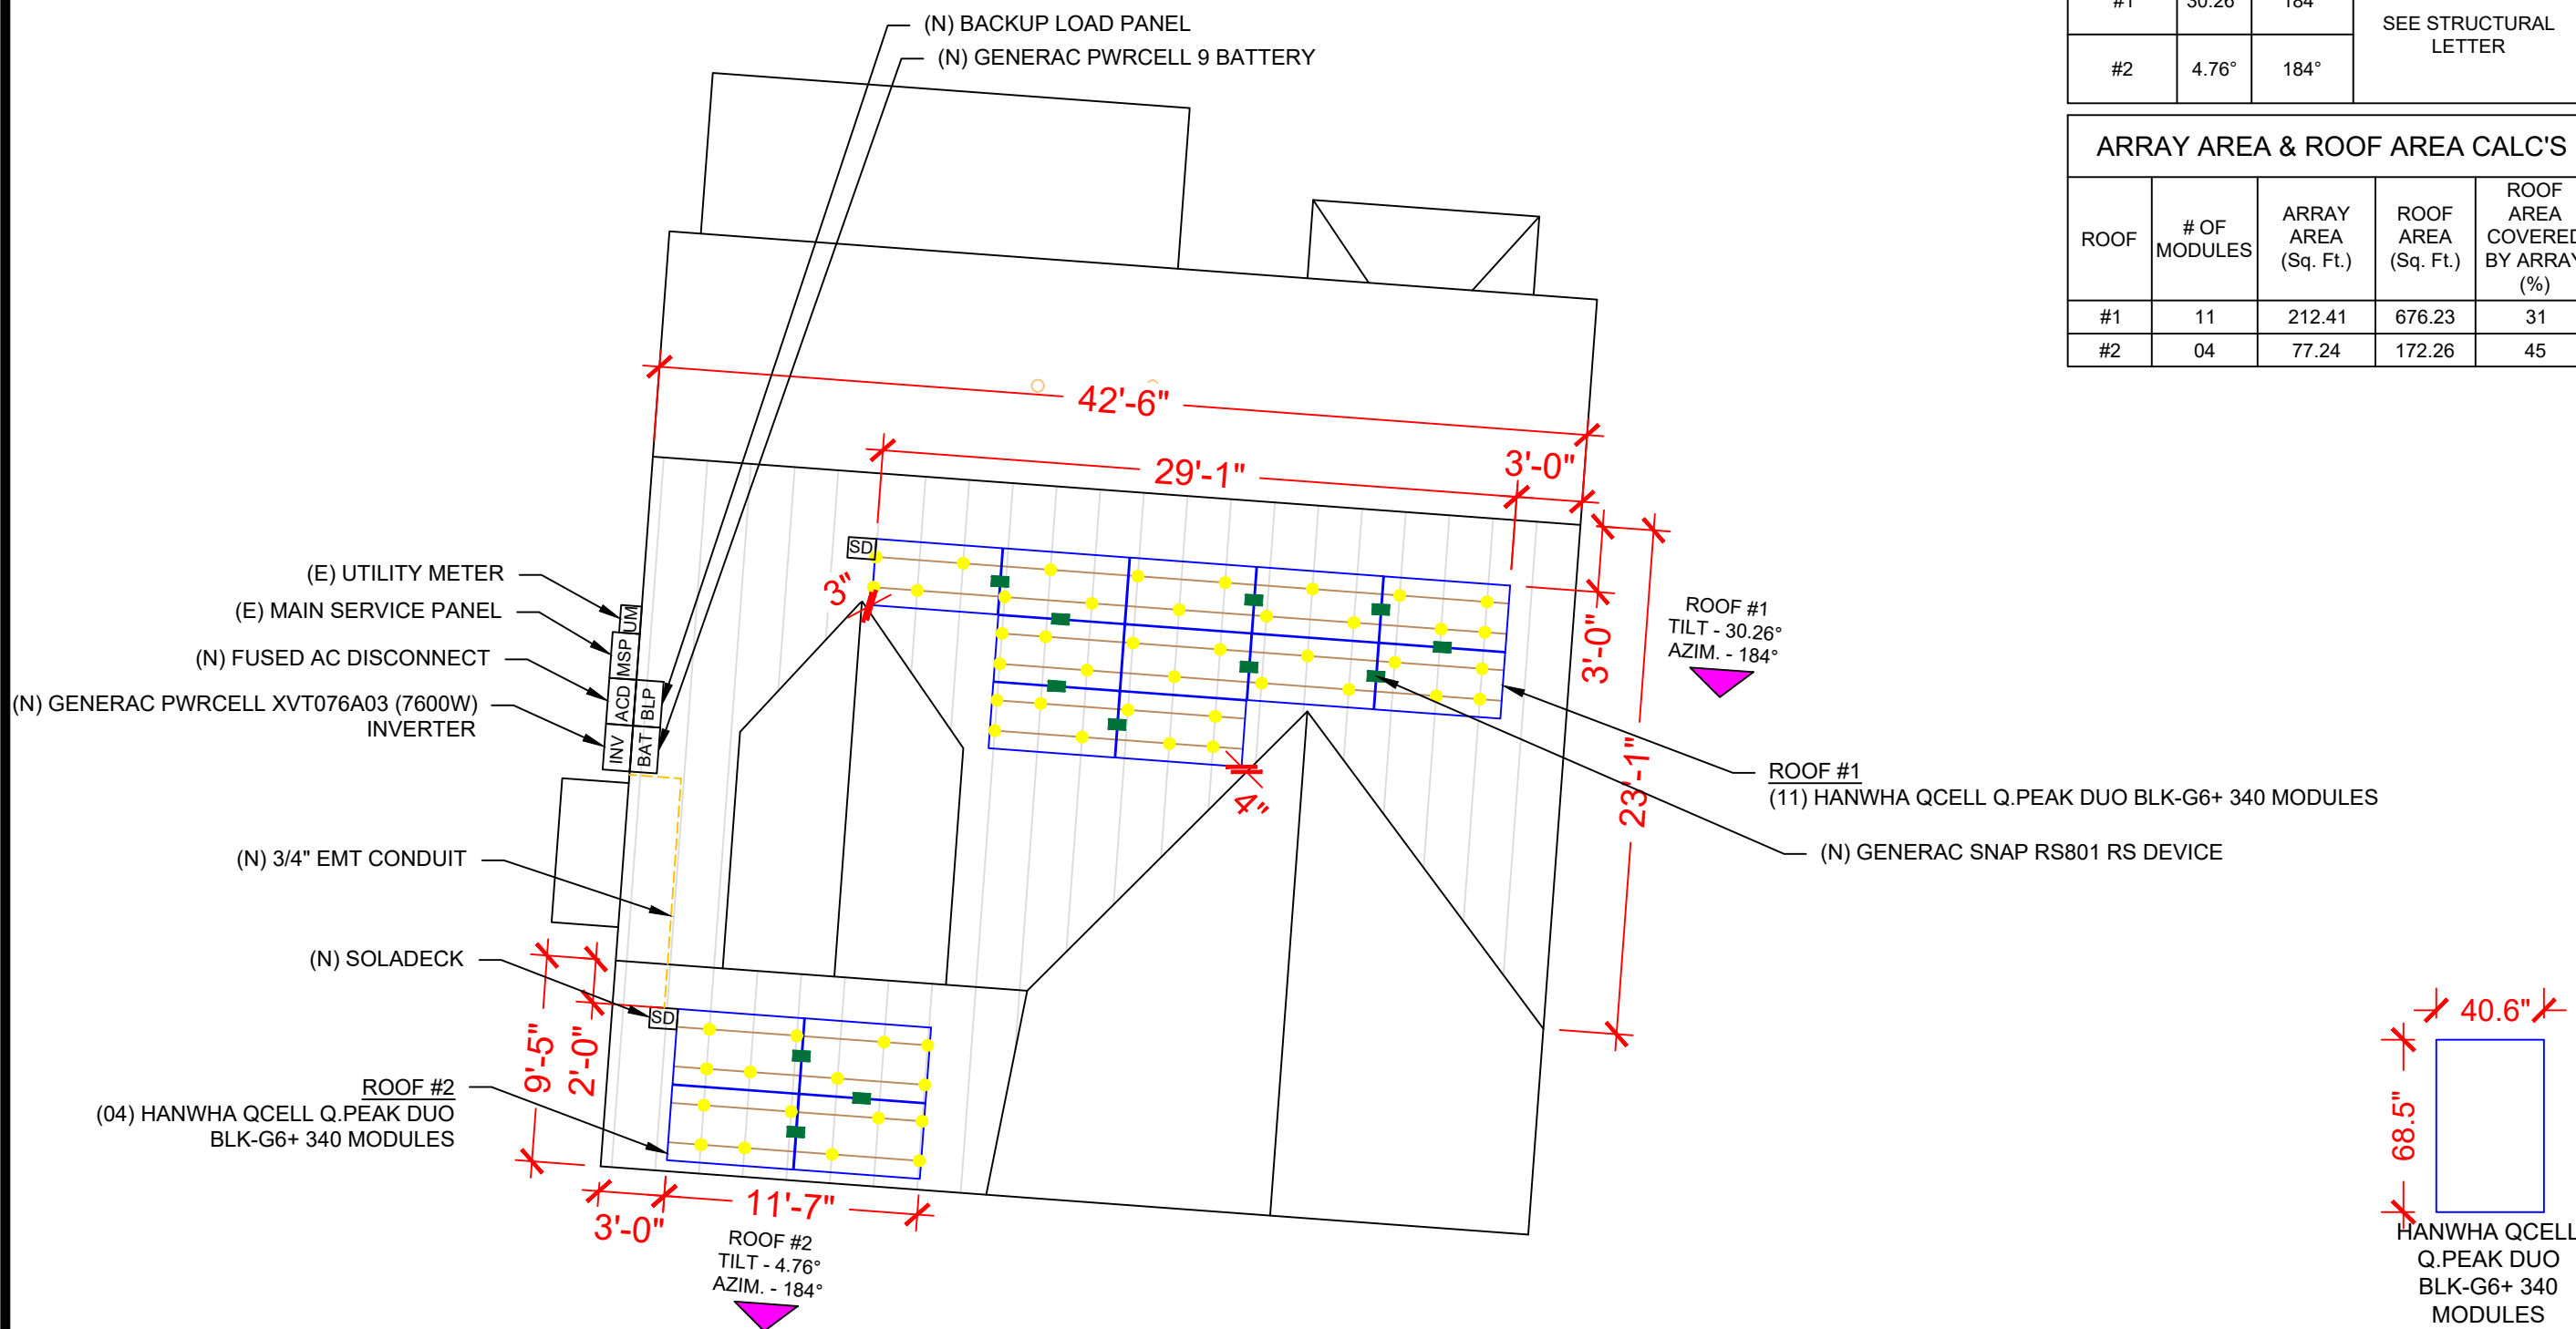 (N) BACKUP LOAD PANEL
(N) GENERAC PWRCELL 9 BATTERY
#1 30.26° 184°
SEE STRUCTURAL
LETTER
#2 4.76° 184°
ARRAY AREA & ROOF AREA CALC'S
ROOF
# OF
MODULES
ARRAY
AREA
(Sq. Ft.)
ROOF
AREA
(Sq. Ft.)
ROOF
AREA
COVERED
BY ARRAY
(%)
#1 11 212.41 676.23 31
#2 04 77.24 172.26 45
42'-6"
29'-1"
3'-0"
SD
3"
3'-0"
23'-1"
4"
ROOF #1
TILT - 30.26°
AZIM. - 184°
(E) UTILITY METER
(E) MAIN SERVICE PANEL
(N) FUSED AC DISCONNECT
(N) GENERAC PWRCELL XVT076A03 (7600W)
INVERTER
UM
MSP
ACD
BLP
INV
BAT
ROOF #1
(11) HANWHA QCELL Q.PEAK DUO BLK-G6+ 340 MODULES
(N) GENERAC SNAP RS801 RS DEVICE
(N) 3/4" EMT CONDUIT
(N) SOLADECK
SD
9'-5"
2'-0"
ROOF #2
(04) HANWHA QCELL Q.PEAK DUO
BLK-G6+ 340 MODULES
3'-0"
11'-7"
ROOF #2
TILT - 4.76°
AZIM. - 184°
40.6"
68.5"
HANWHA QCELL
Q.PEAK DUO
BLK-G6+ 340
MODULES